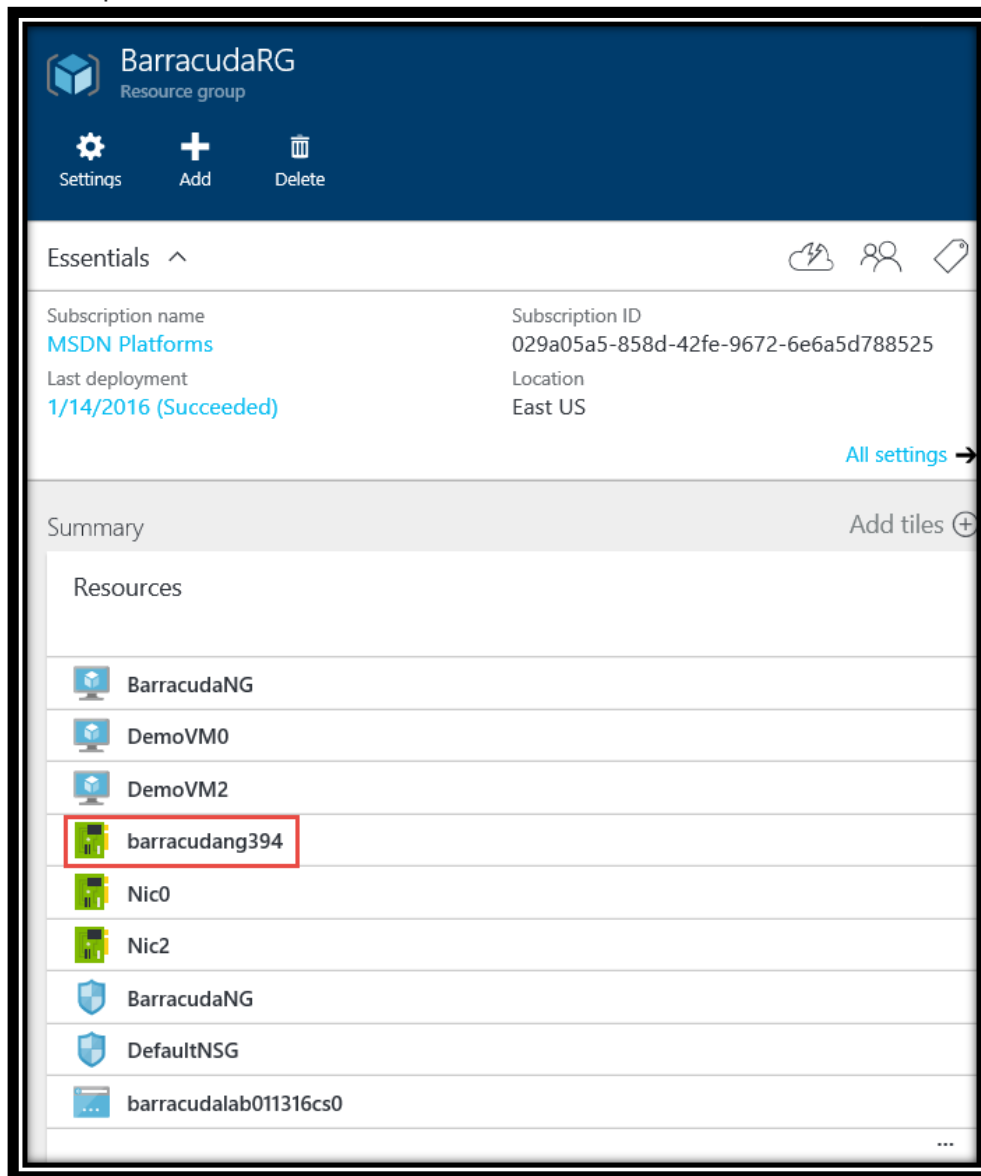 BarracudaRG
Resource group
Settings Add Delete
Essentials
Subscription name Subscription ID
MSDN Platforms 029a05a5-858d-42fe-9672-6e6a5d788525
Last deployment Location
1/14/2016 (Succeeded) East US
All settings
Summary Add tiles
Resources
BarracudaNG
DemoVM0
DemoVM2
barracudang394
Nic0
Nic2
BarracudaNG
DefaultNSG
barracudalab011316cs0
...